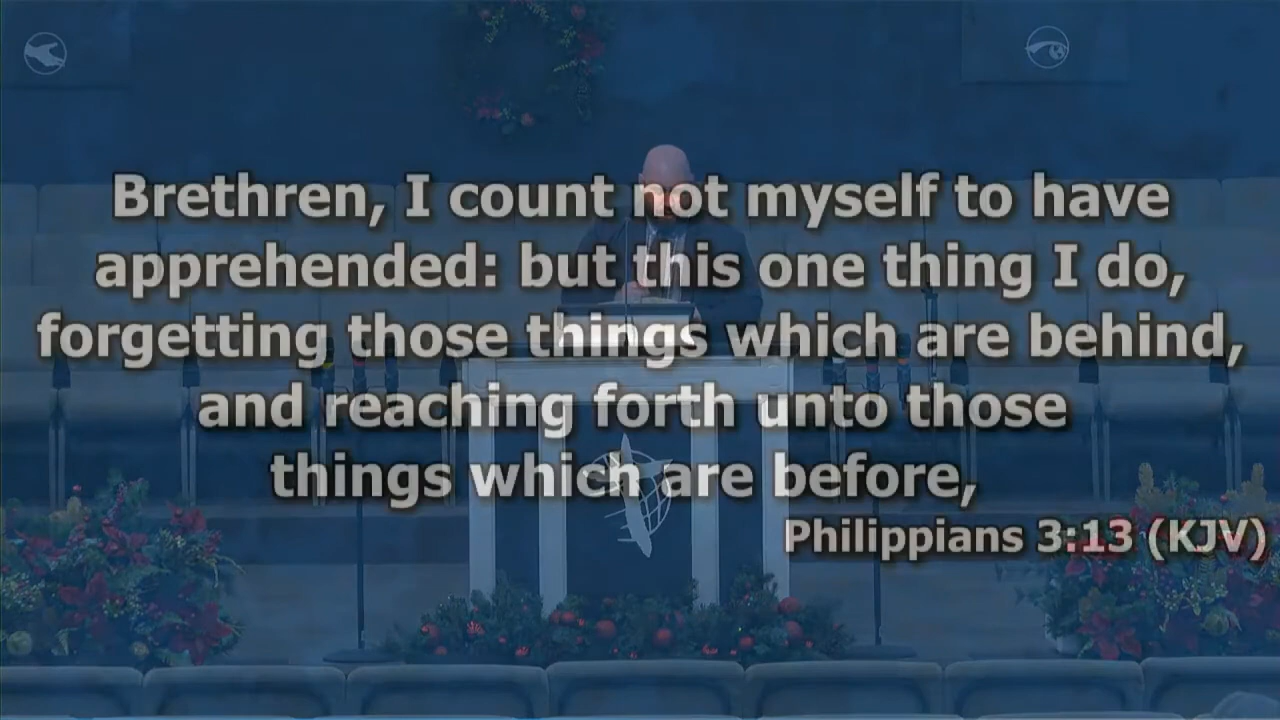 Brethren, I count not myself to have
apprehended: but this one thing I do,
forgetting those things which are behind,
and reaching forth unto those
things which are before,
Philippians 3:13 (KJV)